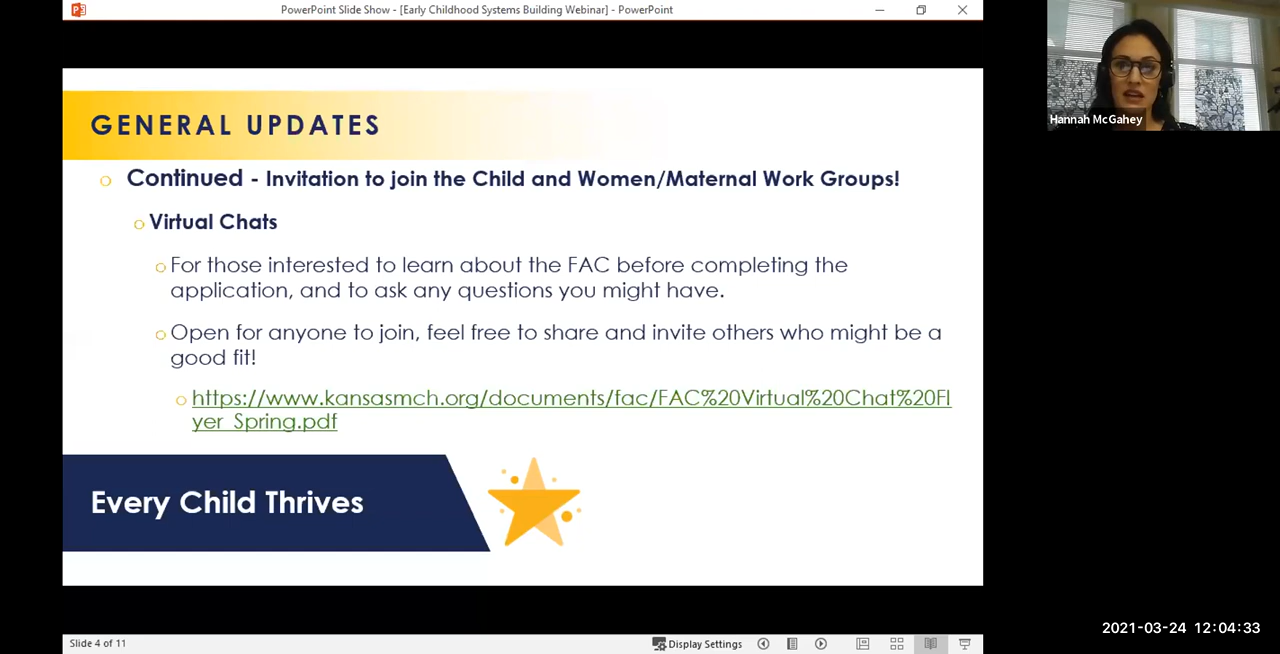 PowerPoint Slide Show - [Early Childhood Systems Building Webinar] - PowerPoint
Hannah McGahey
GENERAL UPDATES
Continued - Invitation to join the Child and Women/Maternal Work Groups!
Virtual Chats
For those interested to learn about the FAC before completing the
application, and to ask any questions you might have.
Open for anyone to join, feel free to share and invite others who might be a
good fit!
https://www.kansasmch.org/documents/fac/FAC%20Virtual%20Chat%20Fl
yer_Spring.pdf
Every Child Thrives
2021-03-24 12:04:33
Slide 4 of 11
Display Settings